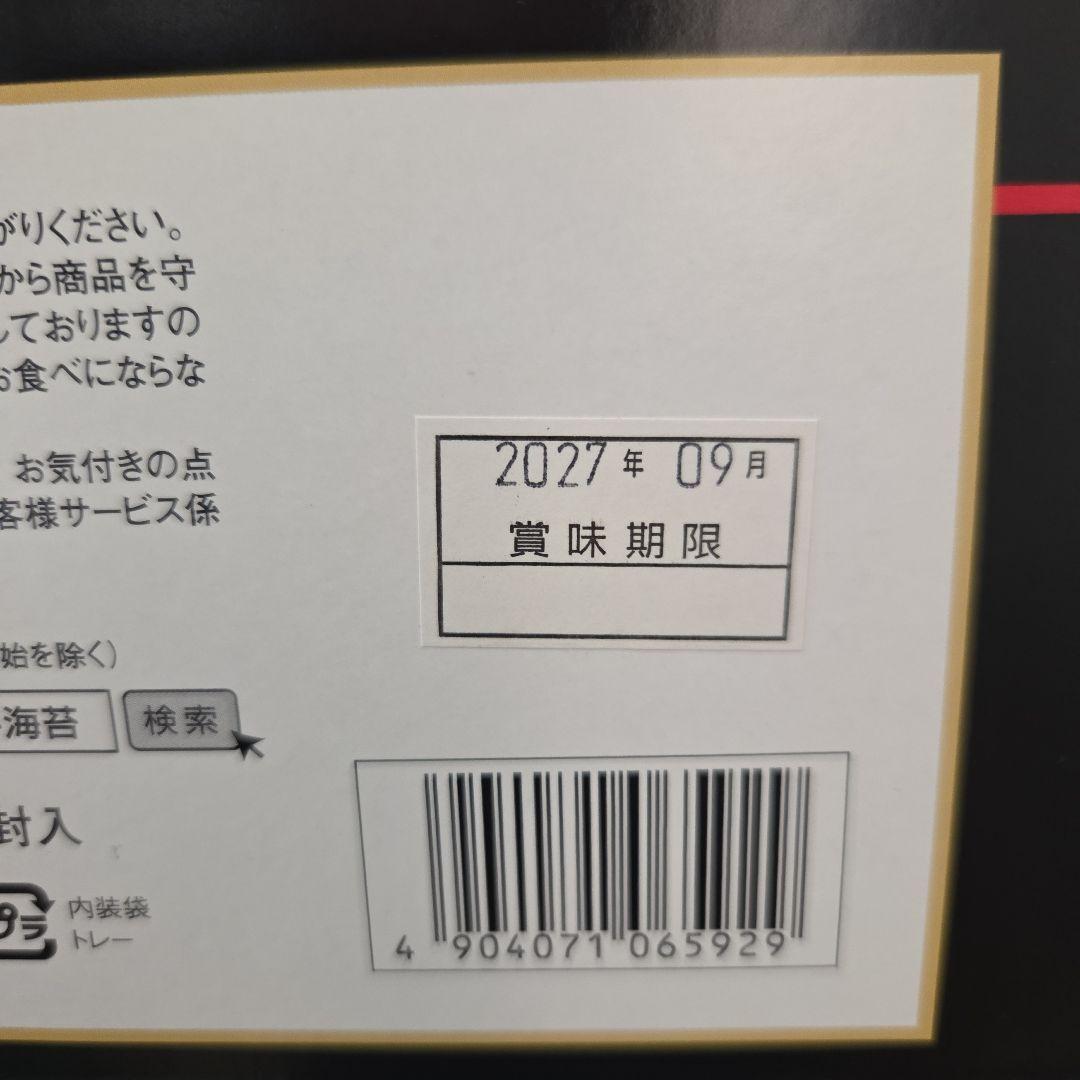 がりください。
から商品を守
しておりますの
お食べにならな
お気付きの点
客様サービス係
2027年 09月
賞味期限
始を除く)
海苔 検索
封入
プラ 内装袋
トレー
4 904071 065929